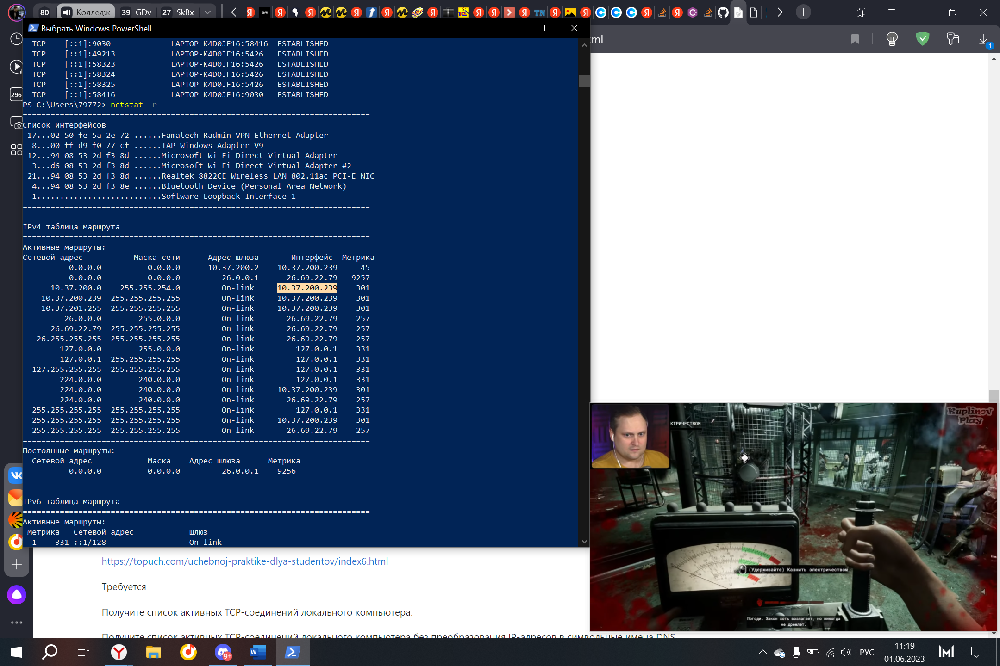 80
Колледж
39 GDv
27 SkBx
Выбрать Windows PowerShell
ml
296
1
TCP [::1]:9030 LAPTOP-K4D0JF16:58416 ESTABLISHED
TCP [::1]:49213 LAPTOP-K4D0JF16:5426 ESTABLISHED
TCP [::1]:58323 LAPTOP-K4D0JF16:5426 ESTABLISHED
TCP [::1]:58324 LAPTOP-K4D0JF16:5426 ESTABLISHED
TCP [::1]:58325 LAPTOP-K4D0JF16:5426 ESTABLISHED
TCP [::1]:58416 LAPTOP-K4D0JF16:9030 ESTABLISHED
PS C:\Users\79772> netstat -r
===========================================================================
Список интерфейсов
17...02 50 fe 5a 2e 72 ......Famatech Radmin VPN Ethernet Adapter
8...00 ff d9 f0 77 cf ......TAP-Windows Adapter V9
12...94 08 53 2d f3 8d ......Microsoft Wi-Fi Direct Virtual Adapter
3...d6 08 53 2d f3 8d ......Microsoft Wi-Fi Direct Virtual Adapter #2
21...94 08 53 2d f3 8d ......Realtek 8822CE Wireless LAN 802.11ac PCI-E NIC
4...94 08 53 2d f3 8e ......Bluetooth Device (Personal Area Network)
1...........................Software Loopback Interface 1
===========================================================================
IPv4 таблица маршрута
===========================================================================
Активные маршруты:
Сетевой адрес Маска сети Адрес шлюза Интерфейс Метрика
0.0.0.0 0.0.0.0 10.37.200.2 10.37.200.239 45
0.0.0.0 0.0.0.0 26.0.0.1 26.69.22.79 9257
10.37.200.0 255.255.254.0 On-link 10.37.200.239 301
10.37.200.239 255.255.255.255 On-link 10.37.200.239 301
10.37.201.255 255.255.255.255 On-link 10.37.200.239 301
26.0.0.0 255.0.0.0 On-link 26.69.22.79 257
26.69.22.79 255.255.255.255 On-link 26.69.22.79 257
26.255.255.255 255.255.255.255 On-link 26.69.22.79 257
127.0.0.0 255.0.0.0 On-link 127.0.0.1 331
127.0.0.1 255.255.255.255 On-link 127.0.0.1 331
127.255.255.255 255.255.255.255 On-link 127.0.0.1 331
224.0.0.0 240.0.0.0 On-link 127.0.0.1 331
224.0.0.0 240.0.0.0 On-link 10.37.200.239 301
224.0.0.0 240.0.0.0 On-link 26.69.22.79 257
255.255.255.255 255.255.255.255 On-link 127.0.0.1 331
255.255.255.255 255.255.255.255 On-link 10.37.200.239 301
255.255.255.255 255.255.255.255 On-link 26.69.22.79 257
===========================================================================
Постоянные маршруты:
Сетевой адрес Маска Адрес шлюза Метрика
0.0.0.0 0.0.0.0 26.0.0.1 9256
===========================================================================
IPv6 таблица маршрута
===========================================================================
Активные маршруты:
Метрика Сетевой адрес Шлюз
1 331 ::1/128 On-link
https://topuch.com/uchebnoj-praktike-dlya-studentov/index6.html
Требуется
Получите список активных TCP-соединений локального компьютера.
Получите список активных TCP-соединений локального компьютера без преобразования IP-адресов в символьные имена DNS
Kuplinov
Play
КТРИЧЕСТВОМ
(Удерживайте) Казнить электричеством
Погоди. Закон хоть возлагает, но никогда
не дремлет.
9+
РУС
11:19
01.06.2023